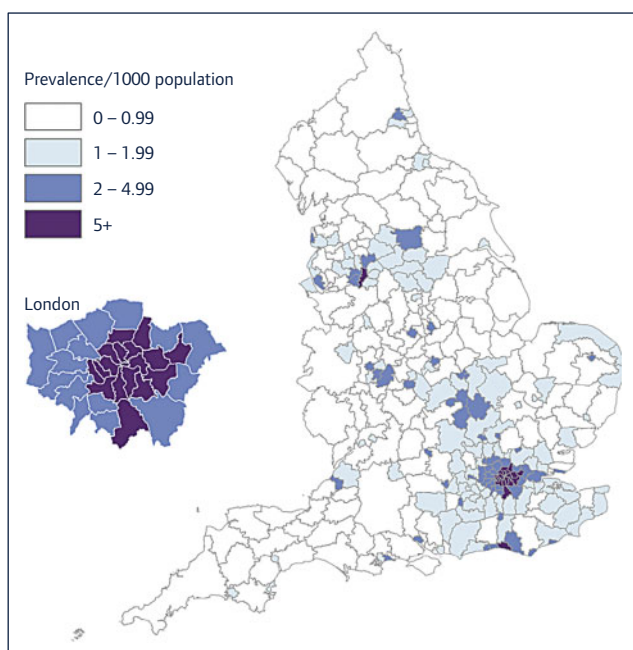 Prevalence/1000 population
0 – 0.99
1 – 1.99
2 – 4.99
5+
London